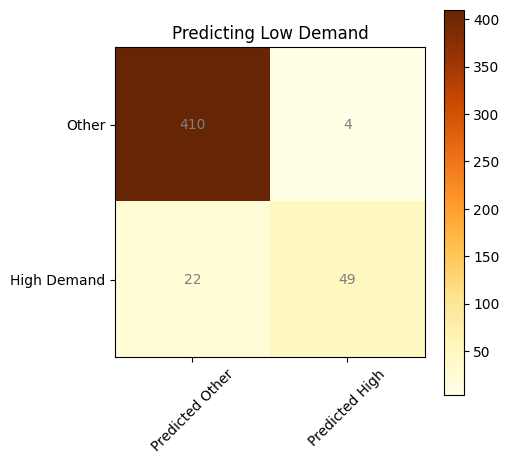 Predicting Low Demand
Other
High Demand
410
4
22
49
Predicted Other
Predicted High
400
350
300
250
200
150
100
50